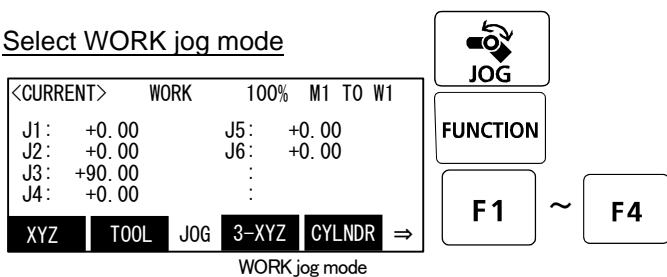 Select WORK jog mode
JOG
<CURRENT> WORK 100% M1 TO W1
J1: +0.00 J5: +0.00
J2: +0.00 J6: +0.00
J3: +90.00 :
J4: +0.00 :
XYZ TOOL JOG 3-XYZ CYLNDR ⇒
WORK jog mode
FUNCTION
F1 ~ F4